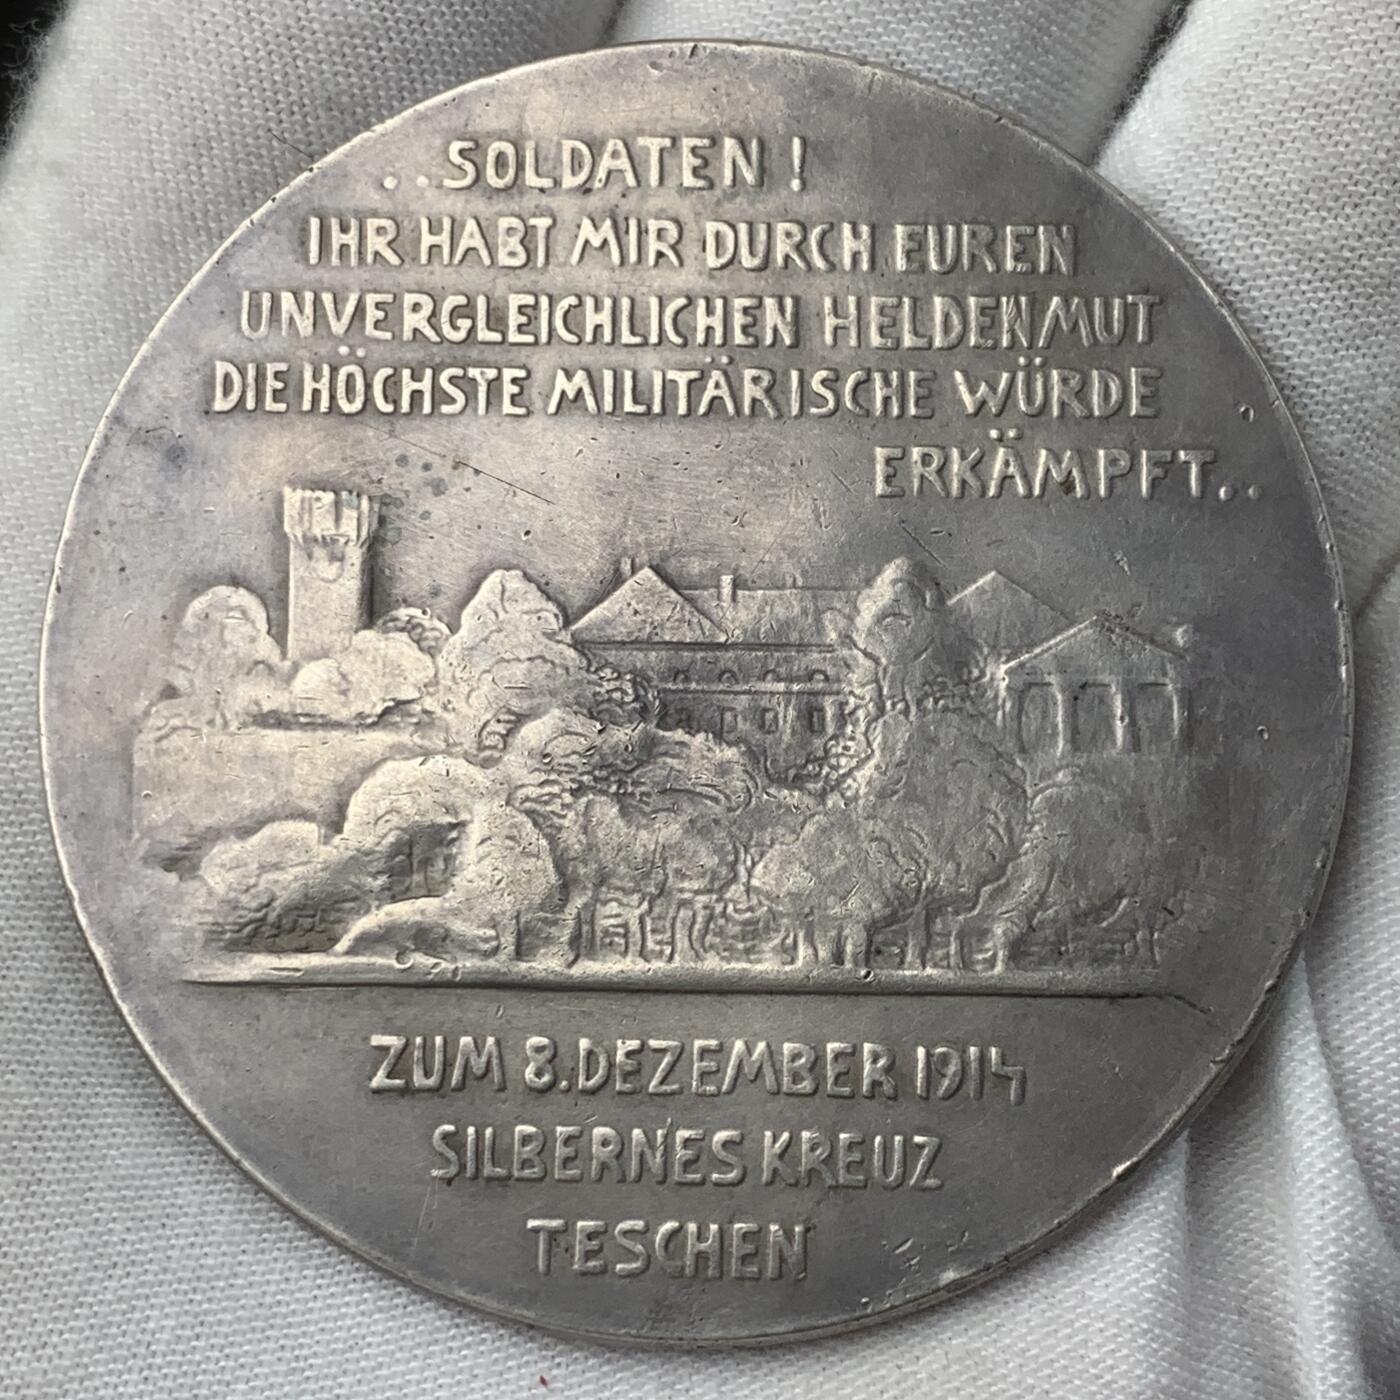 ..SOLDATEN!
IHR HABT MIR DURCH EUREN
UNVERGLEICHLICHEN HELDENMUT
DIE HÖCHSTE MILITÄRISCHE WÜRDE
ERKÄMPFT..
ZUM 8. DEZEMBER 1914
SILBERNES KREUZ
TESCHEN